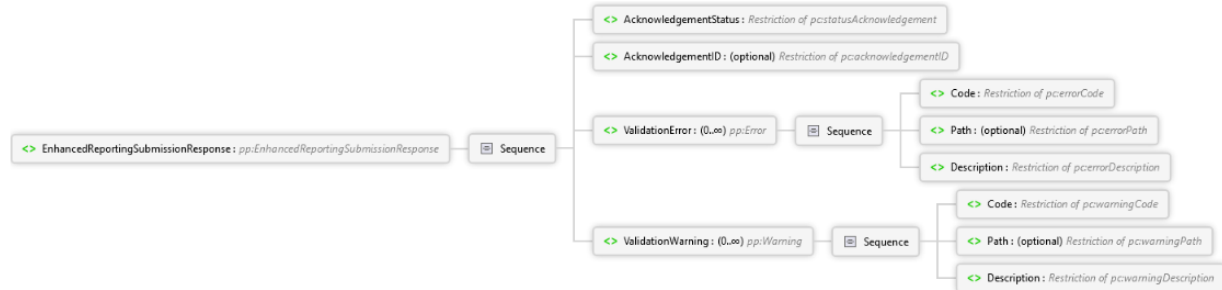 <> AcknowledgementStatus : Restriction of pc:statusAcknowledgement
<> AcknowledgementID : (optional) Restriction of pc:acknowledgementID
<> EnhancedReportingSubmissionResponse : pp:EnhancedReportingSubmissionResponse
Sequence
<> ValidationError : (0..∞) pp:Error
Sequence
<> Code : Restriction of pc:errorCode
<> Path : (optional) Restriction of pc:errorPath
<> Description : Restriction of pc:errorDescription
<> ValidationWarning : (0..∞) pp:Warning
Sequence
<> Code : Restriction of pc:warningCode
<> Path : (optional) Restriction of pc:warningPath
<> Description : Restriction of pc:warningDescription